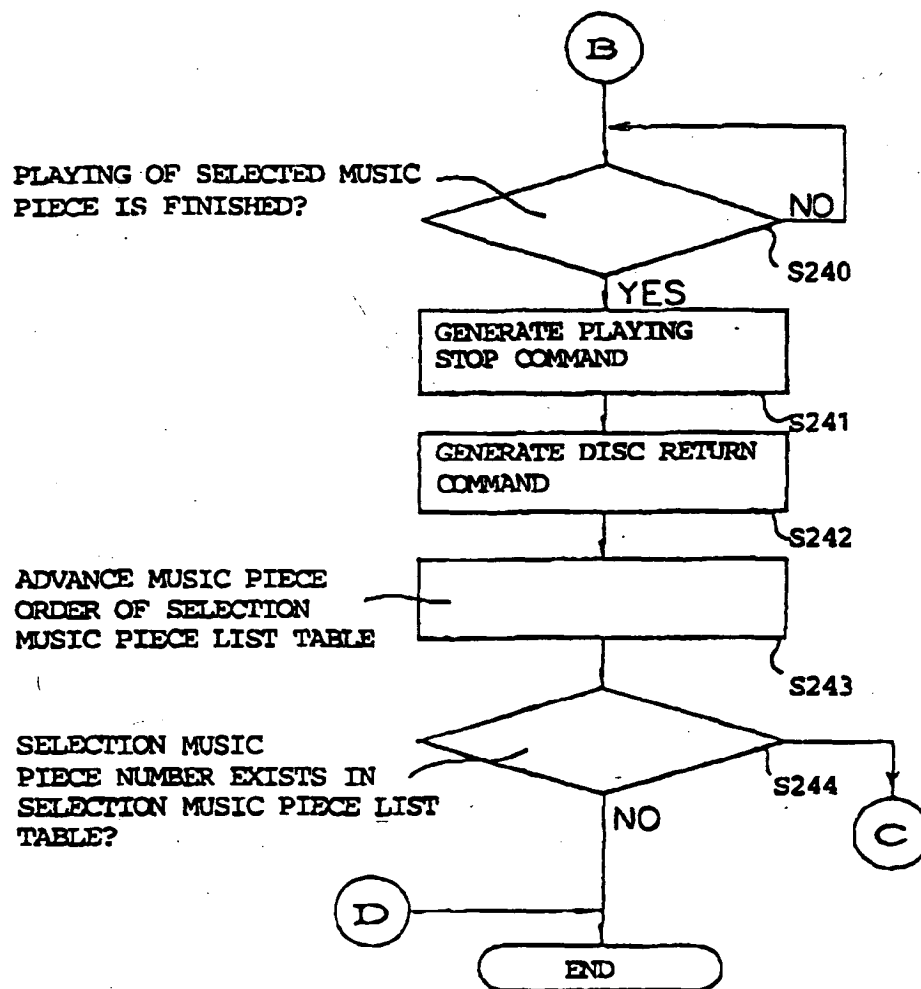 B
PLAYING OF SELECTED MUSIC
PIECE IS FINISHED?
NO
S240
YES
GENERATE PLAYING
STOP COMMAND
S241
GENERATE DISC RETURN
COMMAND
S242
ADVANCE MUSIC PIECE
ORDER OF SELECTION
MUSIC PIECE LIST TABLE
S243
SELECTION MUSIC
PIECE NUMBER EXISTS IN
SELECTION MUSIC PIECE LIST
TABLE?
S244
NO
C
D
END